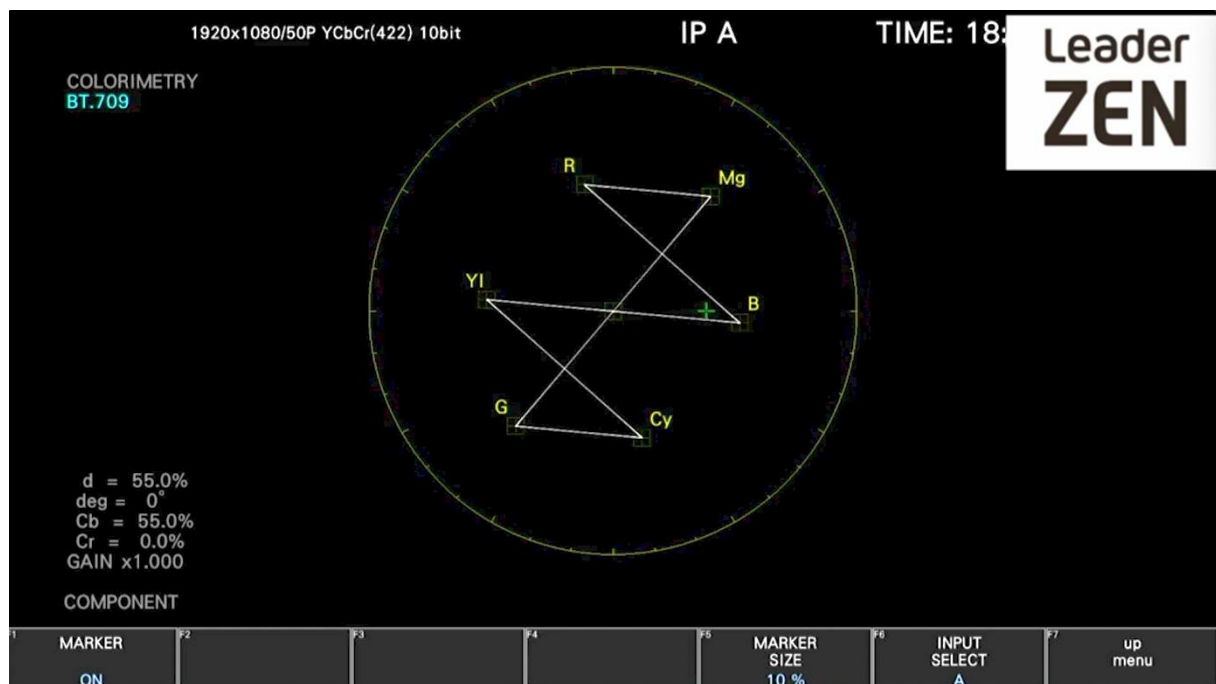 1920x1080/50P YCbCr(422) 10bit
IP A
TIME: 18:
Leader
ZEN
COLORIMETRY
BT.709
R
Mg
Yl
B
G
Cy
d = 55.0%
deg = 0°
Cb = 55.0%
Cr = 0.0%
GAIN x1.000
COMPONENT
F1 MARKER
ON
F2
F3
F4
F5 MARKER
SIZE
10 %
F6 INPUT
SELECT
A
F7 up
menu